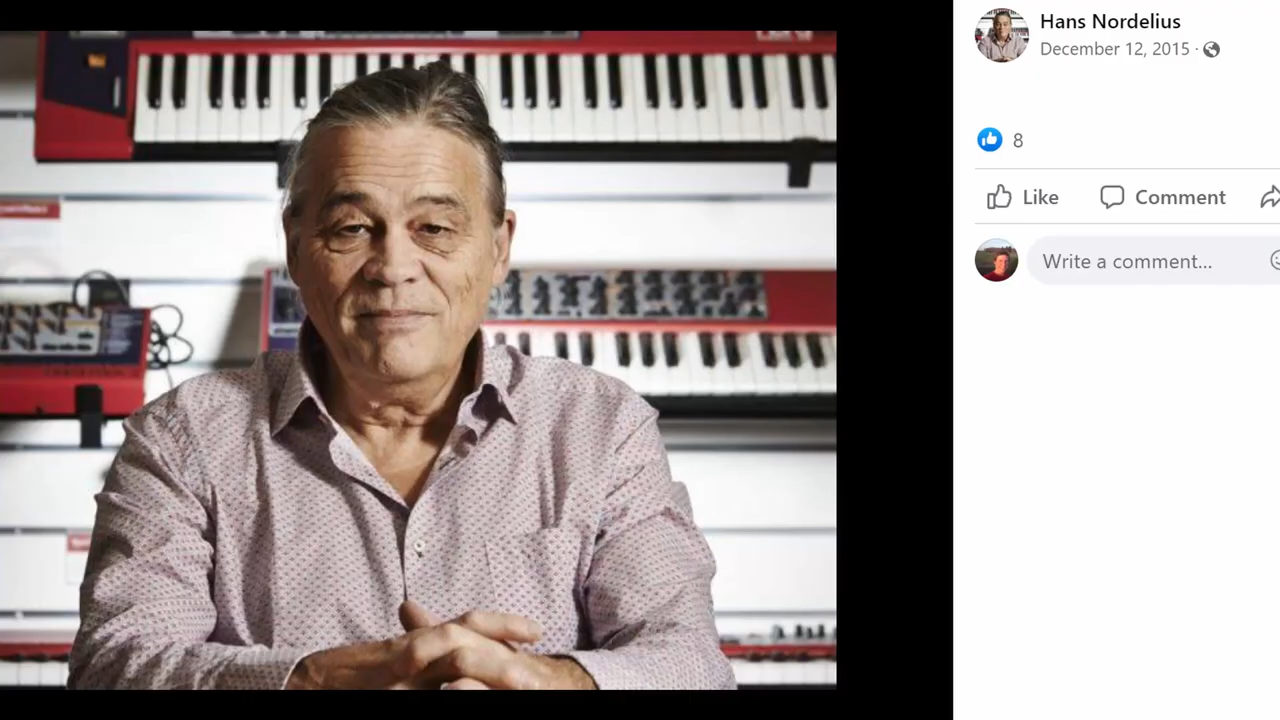 Hans Nordelius
December 12, 2015 ·
8
Like
Comment
Write a comment...